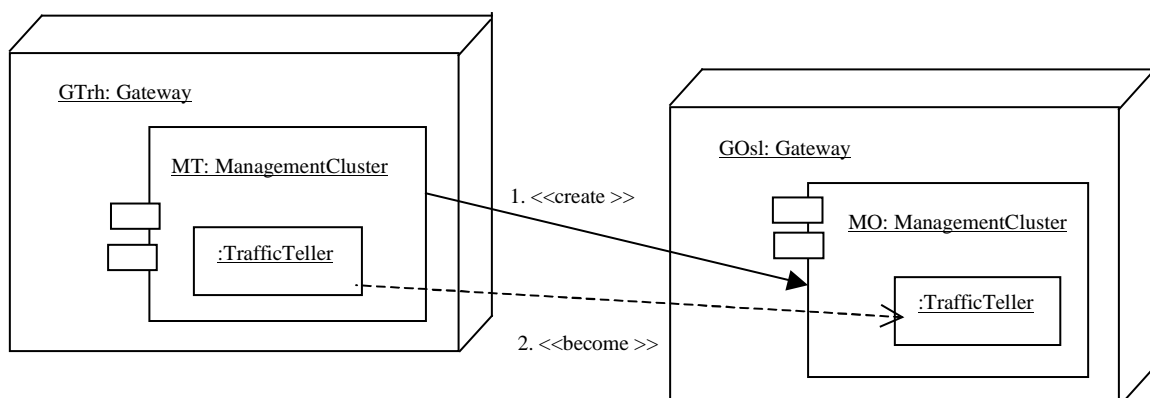 GTrh: Gateway
MT: ManagementCluster
:TrafficTeller
1. <<create >>
2. <<become >>
GOsl: Gateway
MO: ManagementCluster
:TrafficTeller